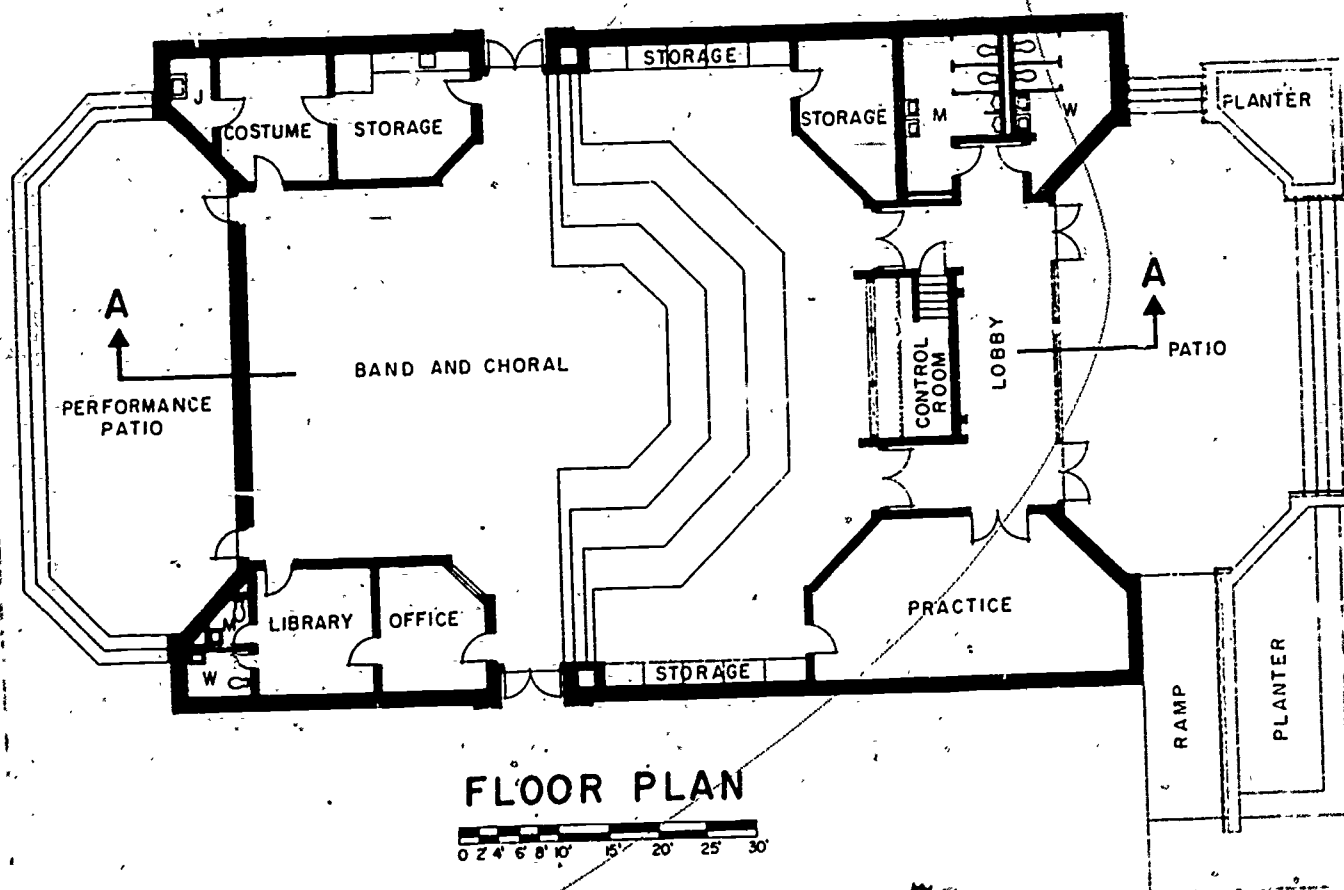 STORAGE
J
COSTUME
STORAGE
STORAGE
M
W
PLANTER
A
A
BAND AND CHORAL
CONTROL
ROOM
LOBBY
PATIO
PERFORMANCE
PATIO
M
LIBRARY
OFFICE
PRACTICE
W
STORAGE
RAMP
PLANTER
FLOOR PLAN
0 2' 4' 6' 8' 10' 15' 20' 25' 30'